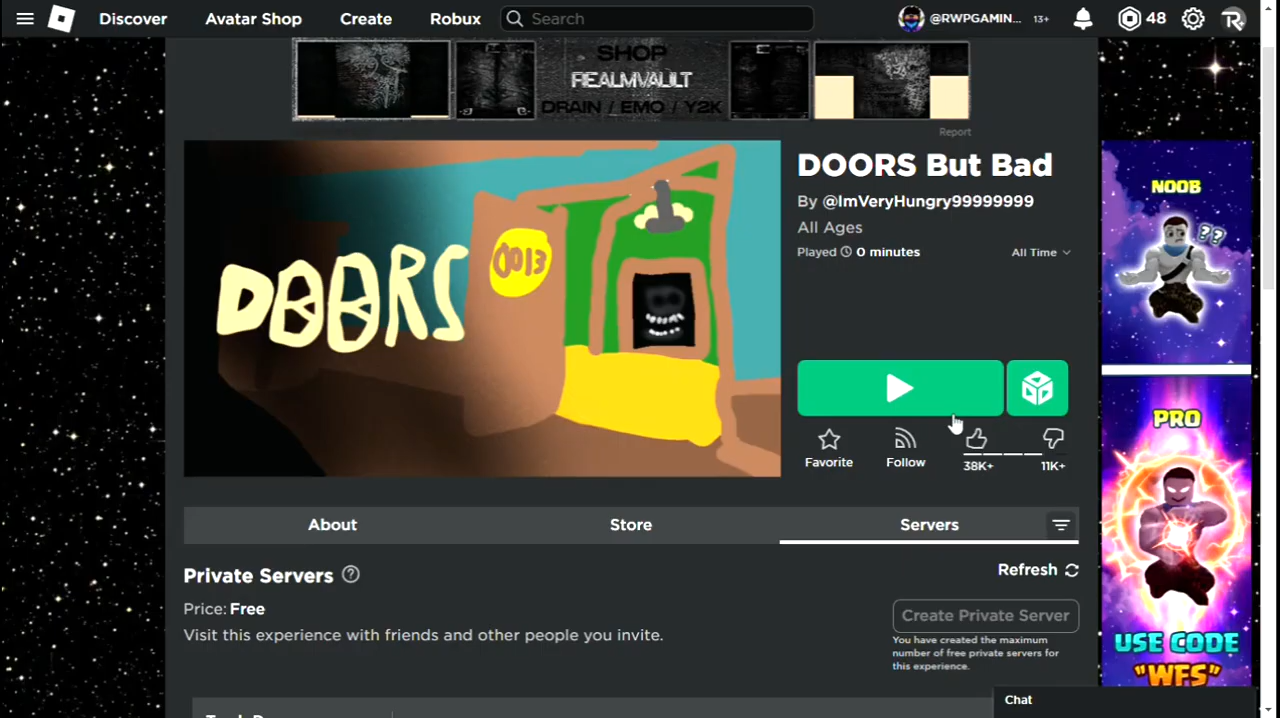 Discover Avatar Shop Create Robux Search @RWPGAMIN... 13+ 48
SHOP
REALMVAULT
DRAIN / EMO / Y2K
Report
DOORS
0013
DOORS But Bad
By @ImVeryHungry99999999
All Ages
Played 0 minutes All Time
Favorite Follow 38K+ 11K+
NOOB
??
PRO
USE CODE
"WFS"
About Store Servers
Private Servers ?
Refresh
Price: Free
Create Private Server
Visit this experience with friends and other people you invite.
You have created the maximum
number of free private servers for
this experience.
Chat